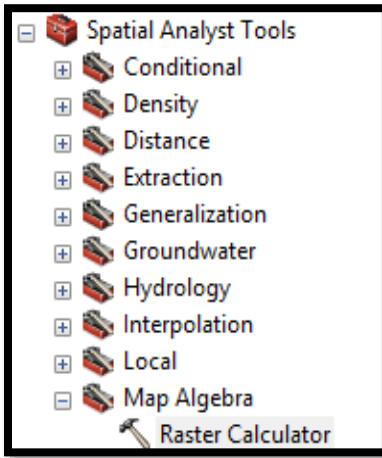 Spatial Analyst Tools
Conditional
Density
Distance
Extraction
Generalization
Groundwater
Hydrology
Interpolation
Local
Map Algebra
Raster Calculator